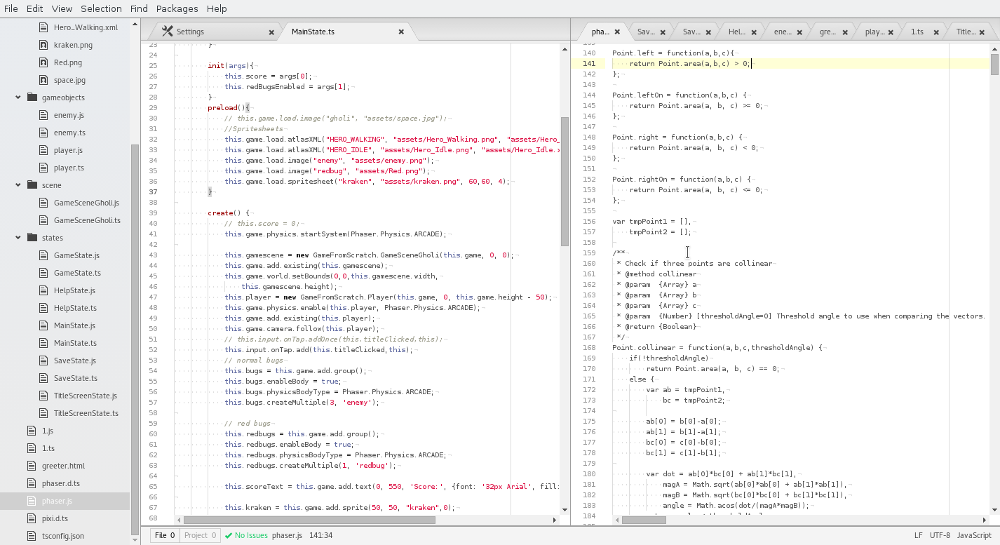 File Edit View Selection Find Packages Help
Hero_Walking.xml
kraken.png
Red.png
space.jpg
gameobjects
enemy.js
enemy.ts
player.js
player.ts
scene
GameSceneGholi.js
GameSceneGholi.ts
states
GameState.js
GameState.ts
HelpState.js
HelpState.ts
MainState.js
MainState.ts
SaveState.js
SaveState.ts
TitleScreenState.js
TitleScreenState.ts
1.js
1.ts
greeter.html
phaser.d.ts
phaser.js
pixi.d.ts
tsconfig.json
Settings MainState.ts
23 }
24
25 init(args){
26 this.score = args[0];
27 this.redBugsEnabled = args[1];
28 }
29 preload(){
30 // this.game.load.image("gholi", "assets/space.jpg");
31 //Spritesheets
32 this.game.load.atlasXML("HERO_WALKING", "assets/Hero_Walking.png", "assets/Hero_
33 this.game.load.atlasXML("HERO_IDLE", "assets/Hero_Idle.png", "assets/Hero_Idle.x
34 this.game.load.image("enemy", "assets/enemy.png");
35 this.game.load.image("redbug", "assets/Red.png");
36 this.game.load.spritesheet("kraken", "assets/kraken.png", 60,60, 4);
37 }
38
39 create() {
40 // this.score = 0;
41 this.game.physics.startSystem(Phaser.Physics.ARCADE);
42
43 gamescene = new GameFromScratch.GameSceneGholi(this.game, 0, 0);
44 this.game.add.existing(this.gamescene);
45 this.game.world.setBounds(0,0,this.gamescene.width,
46 this.gamescene.height);
47 this.player = new GameFromScratch.Player(this.game, 0, this.game.height - 50);
48 this.game.physics.enable(this.player, Phaser.Physics.ARCADE);
49 this.game.add.existing(this.player);
50 this.game.camera.follow(this.player);
51 // this.input.onTap.addOnce(this.titleClicked,this);
52 this.input.onTap.add(this.titleClicked,this);
53 // normal bugs
54 this.bugs = this.game.add.group();
55 this.bugs.enableBody = true;
56 this.bugs.physicsBodyType = Phaser.Physics.ARCADE;
57 this.bugs.createMultiple(3, 'enemy');
58
59 // red bugs
60 this.redbugs = this.game.add.group();
61 this.redbugs.enableBody = true;
62 this.redbugs.physicsBodyType = Phaser.Physics.ARCADE;
63 this.redbugs.createMultiple(1, 'redbug');
64
65 this.scoreText = this.game.add.text(0, 550, 'Score:', {font: '32px Arial', fill:
66
67 this.kraken = this.game.add.sprite(50, 50, "kraken",0);
68
pha... Sav... Sav... Hel... ene... gre... play... 1.ts Title...
139
140 Point.left = function(a,b,c){
141 return Point.area(a,b,c) > 0;
142 };
143
144 Point.leftOn = function(a,b,c) {
145 return Point.area(a, b, c) >= 0;
146 };
147
148 Point.right = function(a,b,c) {
149 return Point.area(a, b, c) < 0;
150 };
151
152 Point.rightOn = function(a,b,c) {
153 return Point.area(a, b, c) <= 0;
154 };
155
156 var tmpPoint1 = [],
157 tmpPoint2 = [];
158
159 /**
160 * Check if three points are collinear
161 * @method collinear
162 * @param {Array} a
163 * @param {Array} b
164 * @param {Array} c
165 * @param {Number} [thresholdAngle=0] Threshold angle to use when comparing the vectors.
166 * @return {Boolean}
167 */
168 Point.collinear = function(a,b,c,thresholdAngle) {
169 if(!thresholdAngle)
170 return Point.area(a, b, c) == 0;
171 else {
172 var ab = tmpPoint1,
173 bc = tmpPoint2;
174
175 ab[0] = b[0]-a[0];
176 ab[1] = b[1]-a[1];
177 bc[0] = c[0]-b[0];
178 bc[1] = c[1]-b[1];
179
180 var dot = ab[0]*bc[0] + ab[1]*bc[1],
181 magA = Math.sqrt(ab[0]*ab[0] + ab[1]*ab[1]),
182 magB = Math.sqrt(bc[0]*bc[0] + bc[1]*bc[1]),
183 angle = Math.acos(dot/(magA*magB));
184
File 0 Project 0 No Issues phaser.js 141:34 LF UTF-8 JavaScript